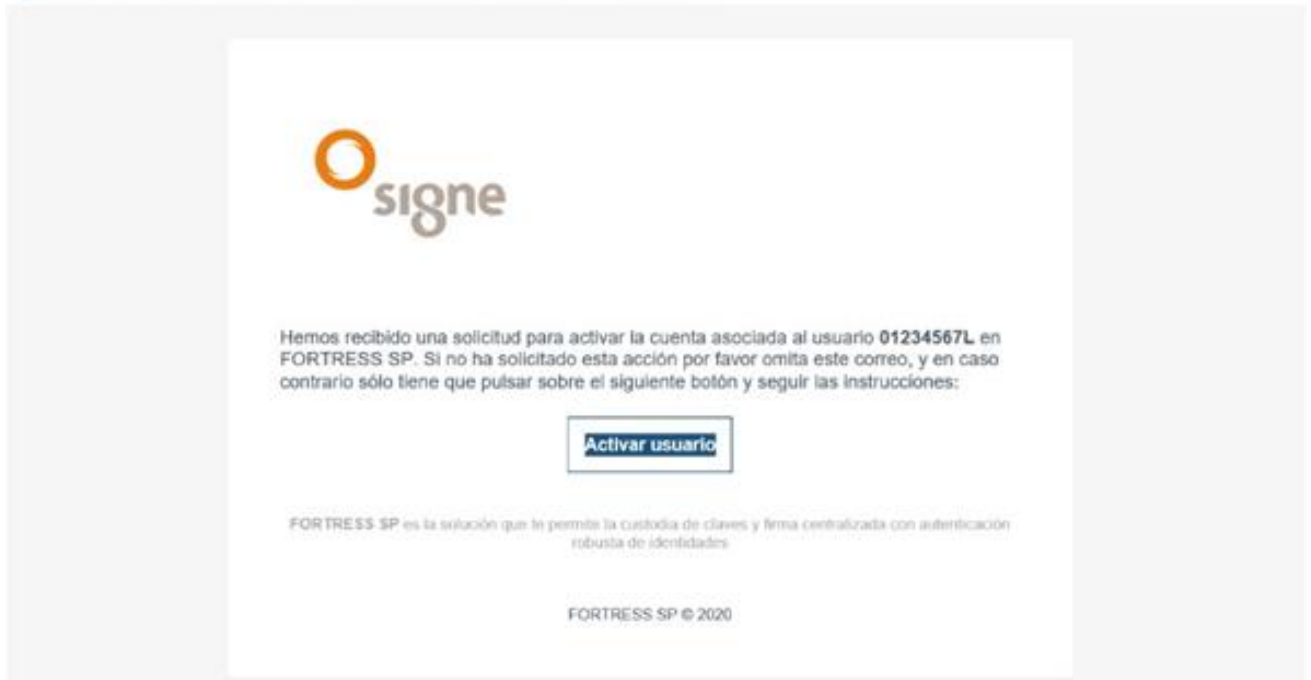 signe
Hemos recibido una solicitud para activar la cuenta asociada al usuario 01234567L en
FORTRESS SP. Si no ha solicitado esta acción por favor omita este correo, y en caso
contrario sólo tiene que pulsar sobre el siguiente botón y seguir las instrucciones:
Activar usuario
FORTRESS SP es la solución que le permite la custodia de claves y firma centralizada con autenticación
robusta de identidades
FORTRESS SP © 2020